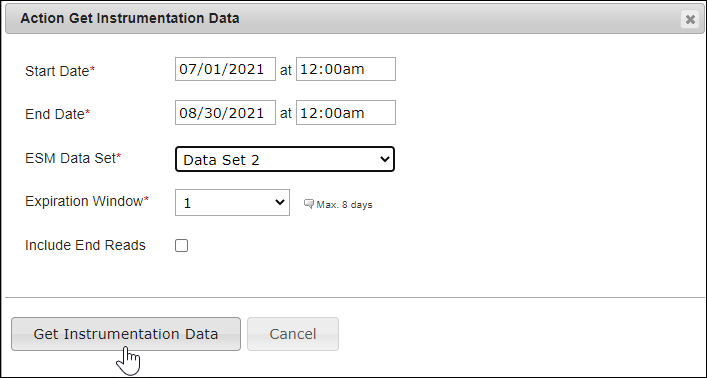 Action Get Instrumentation Data
Start Date* 07/01/2021 at 12:00am
End Date* 08/30/2021 at 12:00am
ESM Data Set* Data Set 2
Expiration Window* 1 Max. 8 days
Include End Reads
Get Instrumentation Data Cancel